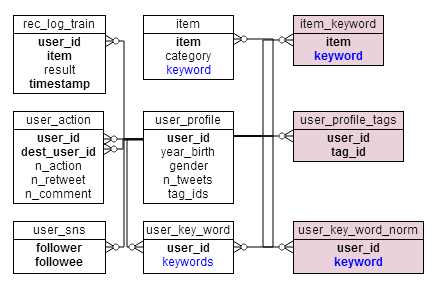 rec_log_train
user_id
item
result
timestamp
item
item
category
keyword
item_keyword
item
keyword
user_action
user_id
dest_user_id
n_action
n_retweet
n_comment
user_profile
user_id
year_birth
gender
n_tweets
tag_ids
user_profile_tags
user_id
tag_id
user_sns
follower
followee
user_key_word
user_id
keywords
user_key_word_norm
user_id
keyword